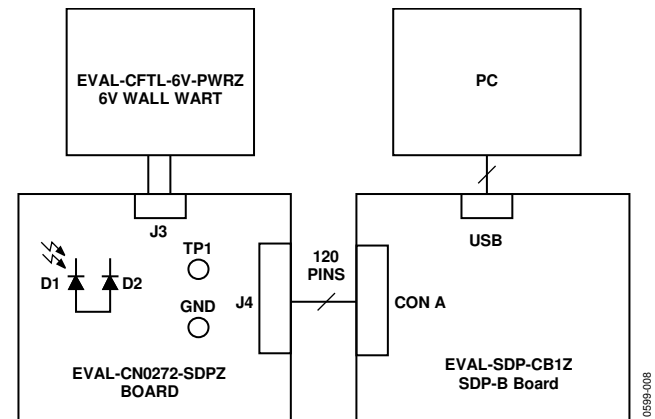 EVAL-CFTL-6V-PWRZ
6V WALL WART
PC
J3
USB
TP1
D1
D2
GND
J4
120
PINS
CON A
EVAL-CN0272-SDPZ
BOARD
EVAL-SDP-CB1Z
SDP-B Board
0599-008